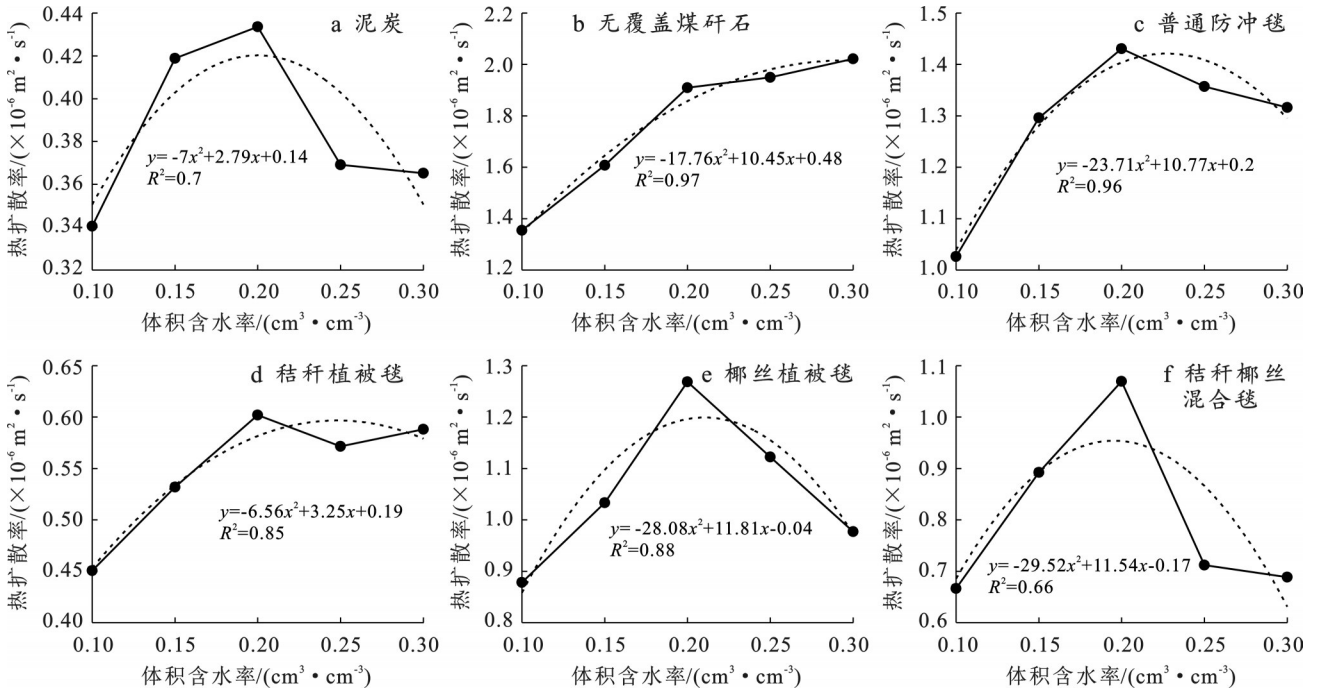 a 泥炭
0.44
0.42
0.40
0.38
0.36
0.34
0.32
热扩散率/(×10⁻⁶ m²·s⁻¹)
y= -7x²+2.79x+0.14
R²=0.7
0.10 0.15 0.20 0.25 0.30
体积含水率/(cm³·cm⁻³)
b 无覆盖煤矸石
2.2
2.0
1.8
1.6
1.4
1.2
热扩散率/(×10⁻⁶ m²·s⁻¹)
y= -17.76x²+10.45x+0.48
R²=0.97
0.10 0.15 0.20 0.25 0.30
体积含水率/(cm³·cm⁻³)
c 普通防冲毯
1.5
1.4
1.3
1.2
1.1
1.0
热扩散率/(×10⁻⁶ m²·s⁻¹)
y= -23.71x²+10.77x+0.2
R²=0.96
0.10 0.15 0.20 0.25 0.30
体积含水率/(cm³·cm⁻³)
d 秸秆植被毯
0.65
0.60
0.55
0.50
0.45
0.40
热扩散率/(×10⁻⁶ m²·s⁻¹)
y=-6.56x²+3.25x+0.19
R²=0.85
0.10 0.15 0.20 0.25 0.30
体积含水率/(cm³·cm⁻³)
e 椰丝植被毯
1.3
1.2
1.1
1.0
0.9
0.8
热扩散率/(×10⁻⁶ m²·s⁻¹)
y= -28.08x²+11.81x-0.04
R²=0.88
0.10 0.15 0.20 0.25 0.30
体积含水率/(cm³·cm⁻³)
f 秸秆椰丝
混合毯
1.1
1.0
0.9
0.8
0.7
0.6
热扩散率/(×10⁻⁶ m²·s⁻¹)
y= -29.52x²+11.54x-0.17
R²=0.66
0.10 0.15 0.20 0.25 0.30
体积含水率/(cm³·cm⁻³)